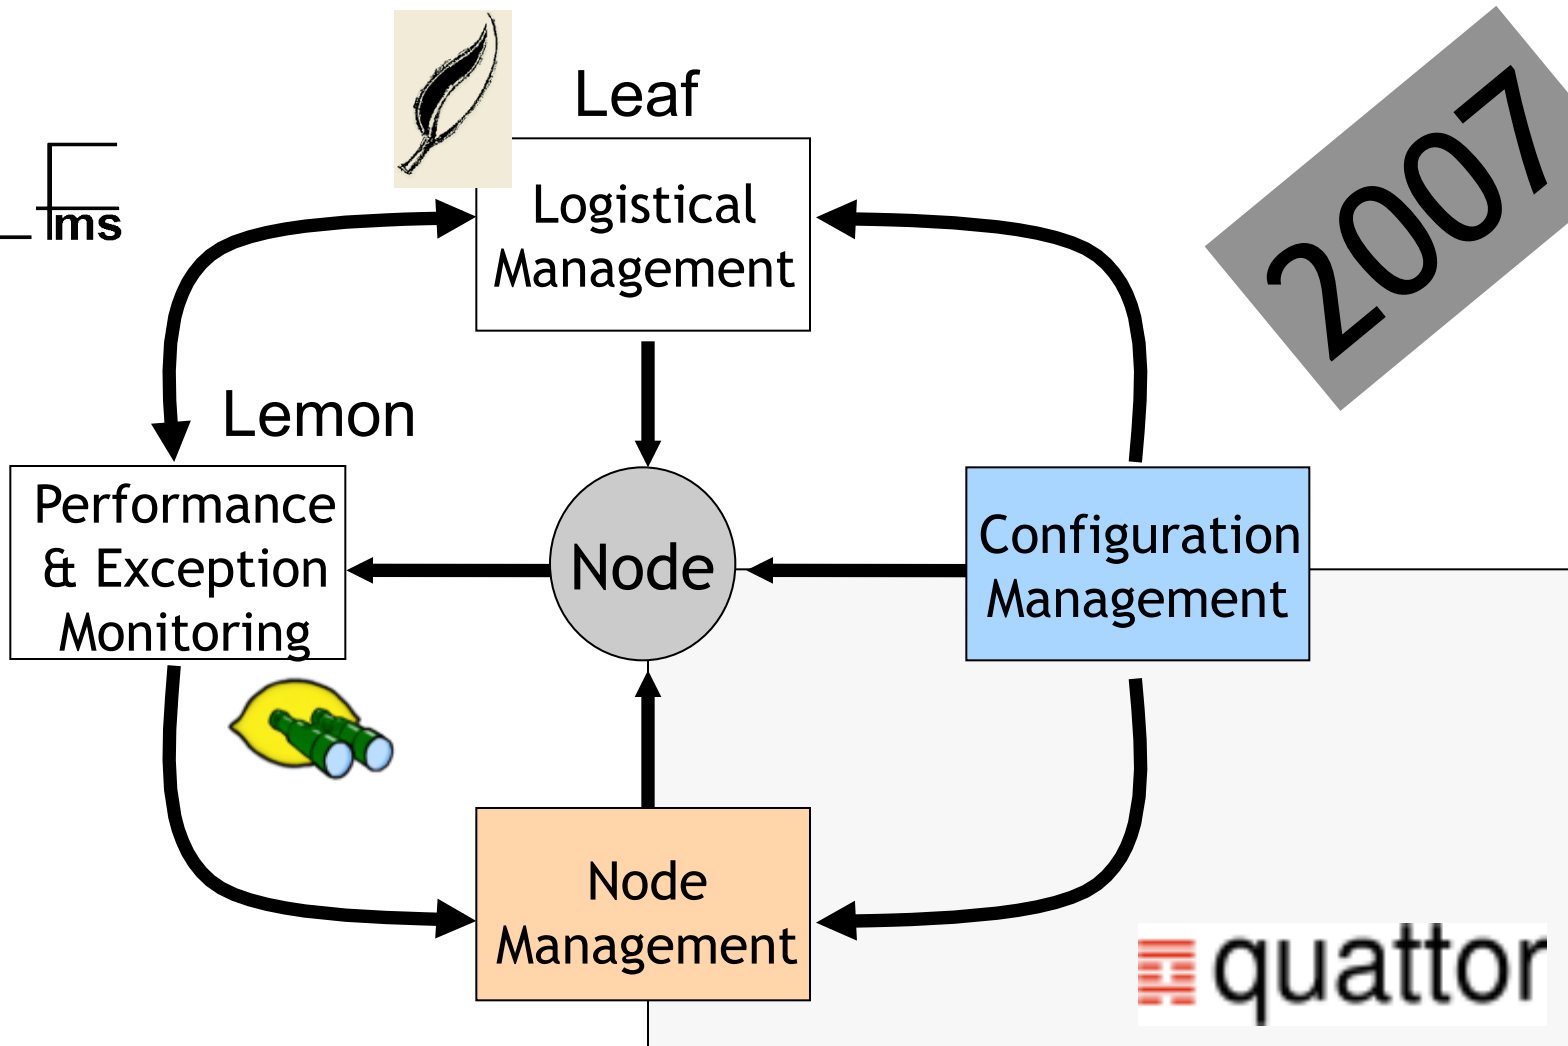 Leaf
2007
Logistical
Management
ms
Lemon
Performance
& Exception
Monitoring
Node
Configuration
Management
Node
Management
quattor